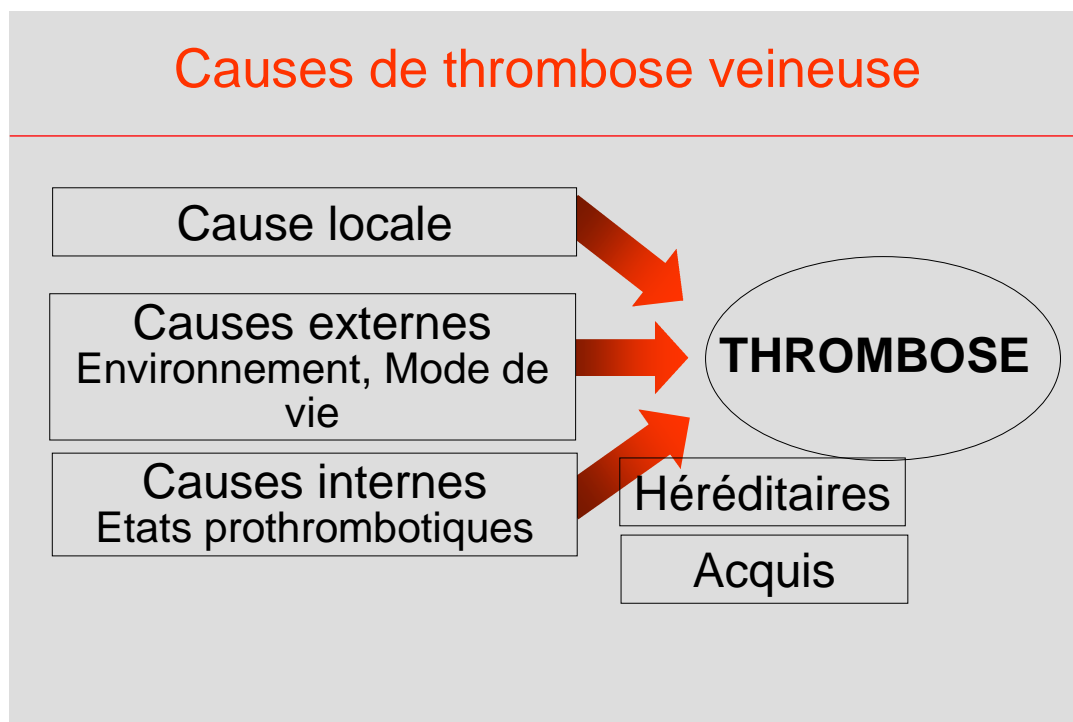 Causes de thrombose veineuse
Cause locale
Causes externes
Environnement, Mode de
vie
Causes internes
Etats prothrombotiques
THROMBOSE
Héréditaires
Acquis